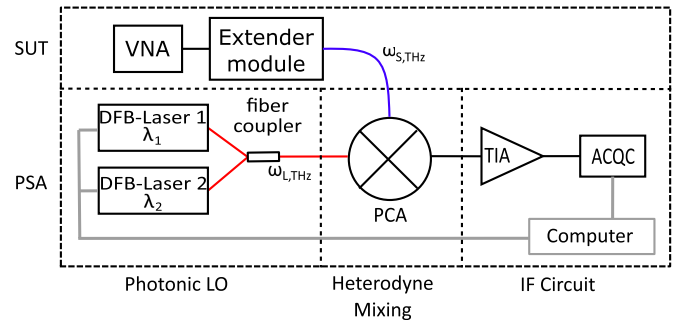 SUT
VNA
Extender
module
ω_S,THz
PSA
DFB-Laser 1
λ₁
DFB-Laser 2
λ₂
fiber
coupler
ω_L,THz
PCA
TIA
ACQC
Computer
Photonic LO
Heterodyne
Mixing
IF Circuit